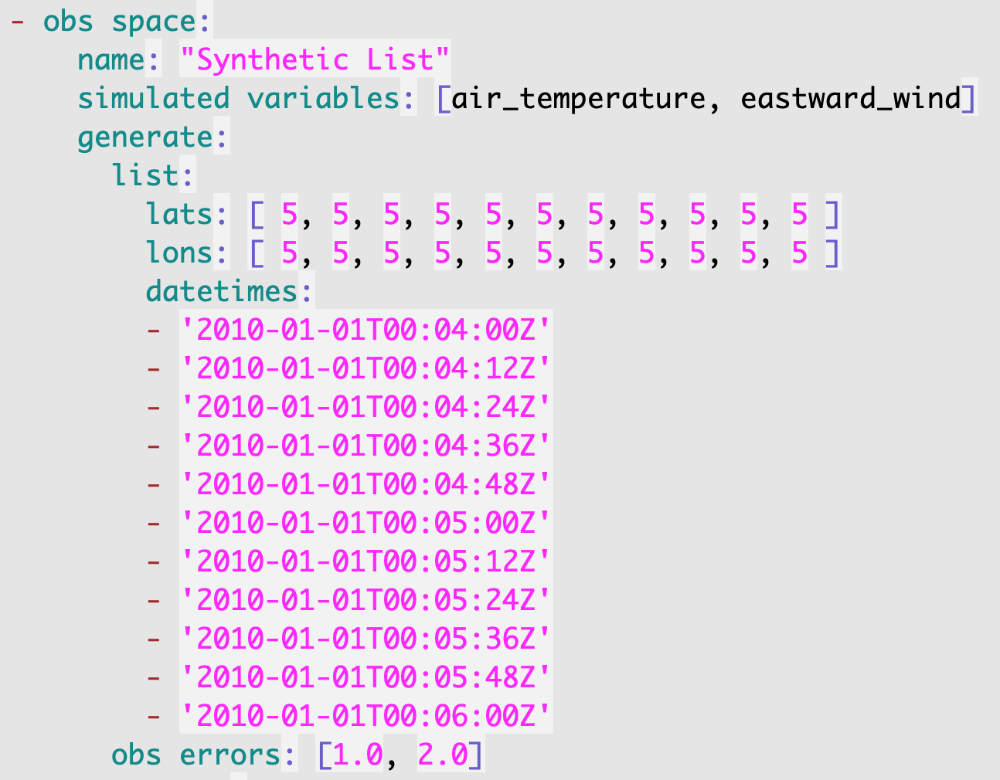 - obs space:
    name: "Synthetic List"
    simulated variables: [air_temperature, eastward_wind]
    generate:
      list:
        lats: [ 5, 5, 5, 5, 5, 5, 5, 5, 5, 5, 5 ]
        lons: [ 5, 5, 5, 5, 5, 5, 5, 5, 5, 5, 5 ]
        datetimes:
        - '2010-01-01T00:04:00Z'
        - '2010-01-01T00:04:12Z'
        - '2010-01-01T00:04:24Z'
        - '2010-01-01T00:04:36Z'
        - '2010-01-01T00:04:48Z'
        - '2010-01-01T00:05:00Z'
        - '2010-01-01T00:05:12Z'
        - '2010-01-01T00:05:24Z'
        - '2010-01-01T00:05:36Z'
        - '2010-01-01T00:05:48Z'
        - '2010-01-01T00:06:00Z'
      obs errors: [1.0, 2.0]